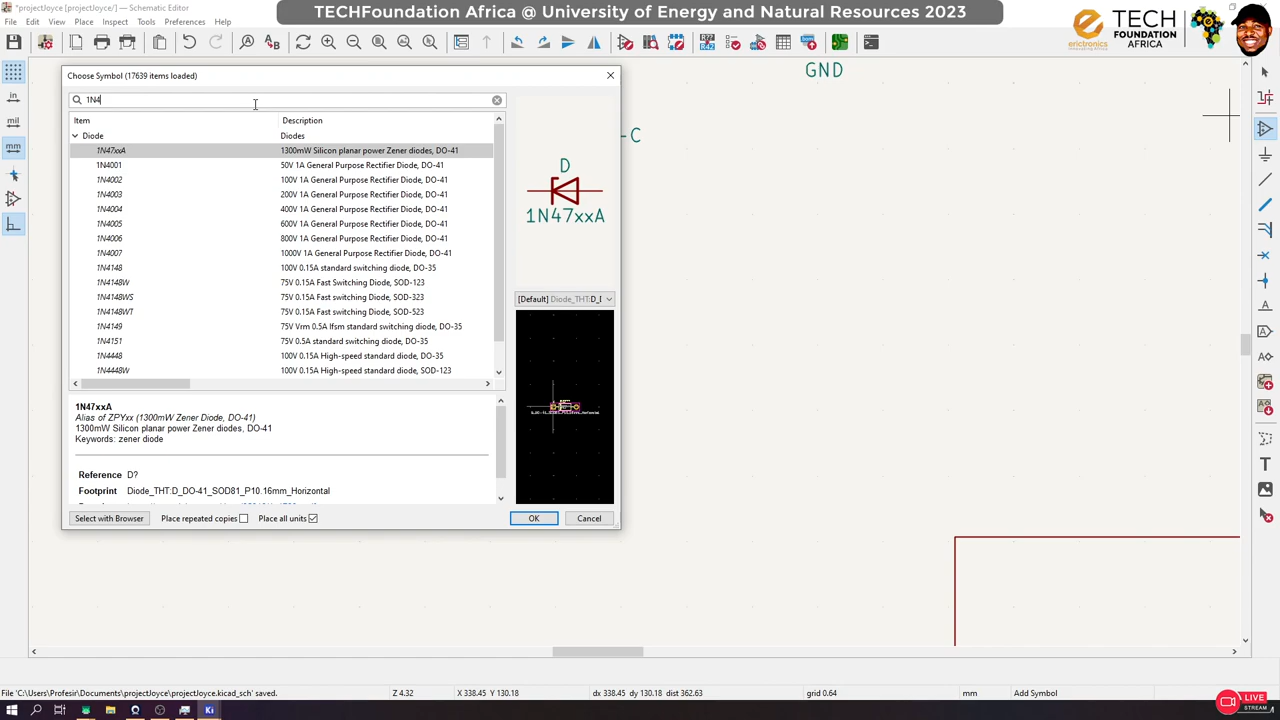 TECHFoundation Africa @ University of Energy and Natural Resources 2023
*projectJoyce [projectJoyce/] — Schematic Editor
File Edit View Place Inspect Tools Preferences Help
erictronics
TECH
FOUNDATION
AFRICA
R??
R42
GND
in
mil
mm
Choose Symbol (17639 items loaded)
1N4
Item Description
Diode Diodes
1N47xxA 1300mW Silicon planar power Zener diodes, DO-41
1N4001 50V 1A General Purpose Rectifier Diode, DO-41
1N4002 100V 1A General Purpose Rectifier Diode, DO-41
1N4003 200V 1A General Purpose Rectifier Diode, DO-41
1N4004 400V 1A General Purpose Rectifier Diode, DO-41
1N4005 600V 1A General Purpose Rectifier Diode, DO-41
1N4006 800V 1A General Purpose Rectifier Diode, DO-41
1N4007 1000V 1A General Purpose Rectifier Diode, DO-41
1N4148 100V 0.15A standard switching diode, DO-35
1N4148W 75V 0.15A Fast Switching Diode, SOD-123
1N4148WS 75V 0.15A Fast switching Diode, SOD-323
1N4148WT 75V 0.15A Fast switching Diode, SOD-523
1N4149 75V Vrm 0.5A Ifsm standard switching diode, DO-35
1N4151 75V 0.5A standard switching diode, DO-35
1N4448 100V 0.15A High-speed standard diode, DO-35
1N4448W 100V 0.15A High-speed standard diode, SOD-123
-C
D
1N47xxA
[Default] Diode_THT:D_D
1N47xxA
Alias of ZPYxx (1300mW Zener Diode, DO-41)
1300mW Silicon planar power Zener diodes, DO-41
Keywords: zener diode
Reference D?
Footprint Diode_THT:D_DO-41_SOD81_P10.16mm_Horizontal
Select with Browser Place repeated copies Place all units OK Cancel
File 'C:\Users\Profesir\Documents\projectJoyce\projectJoyce.kicad_sch' saved. Z 4.32 X 338.45 Y 130.18 dx 338.45 dy 130.18 dist 362.63 grid 0.64 mm Add Symbol
LIVE
STREAM